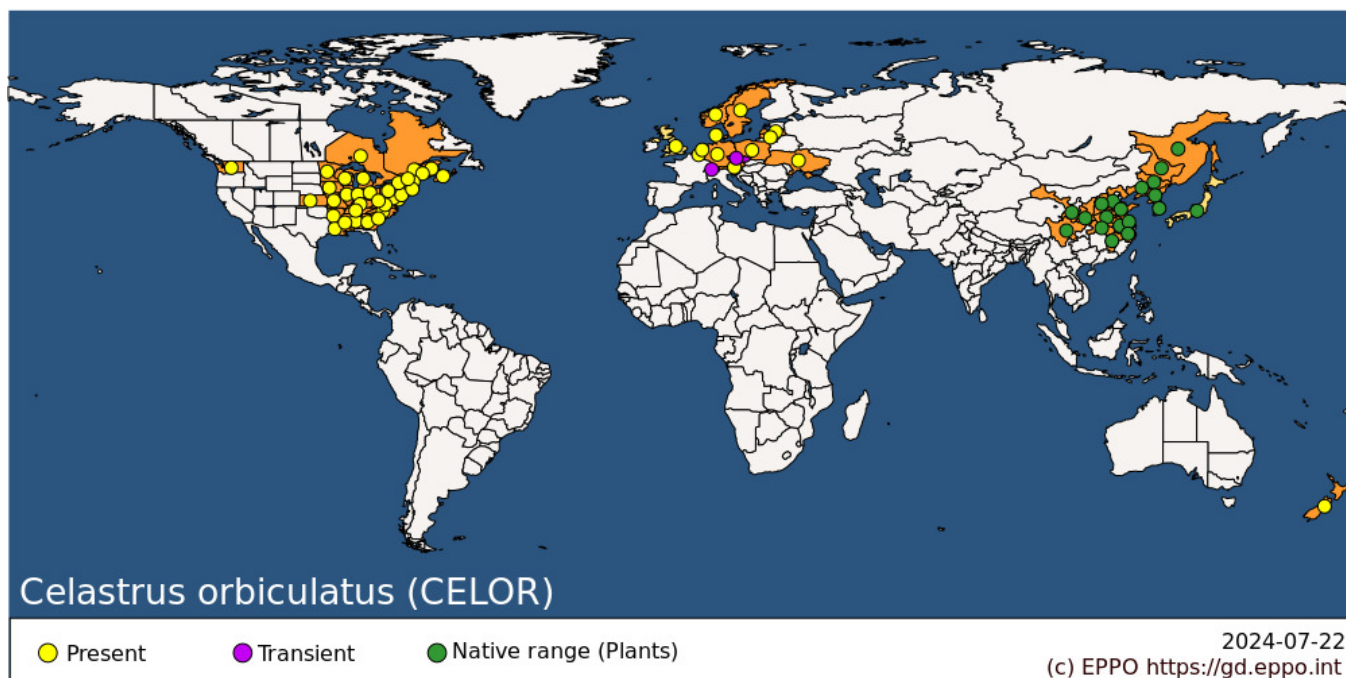 Celastrus orbiculatus (CELOR)
Present
Transient
Native range (Plants)
2024-07-22
(c) EPPO https://gd.eppo.int